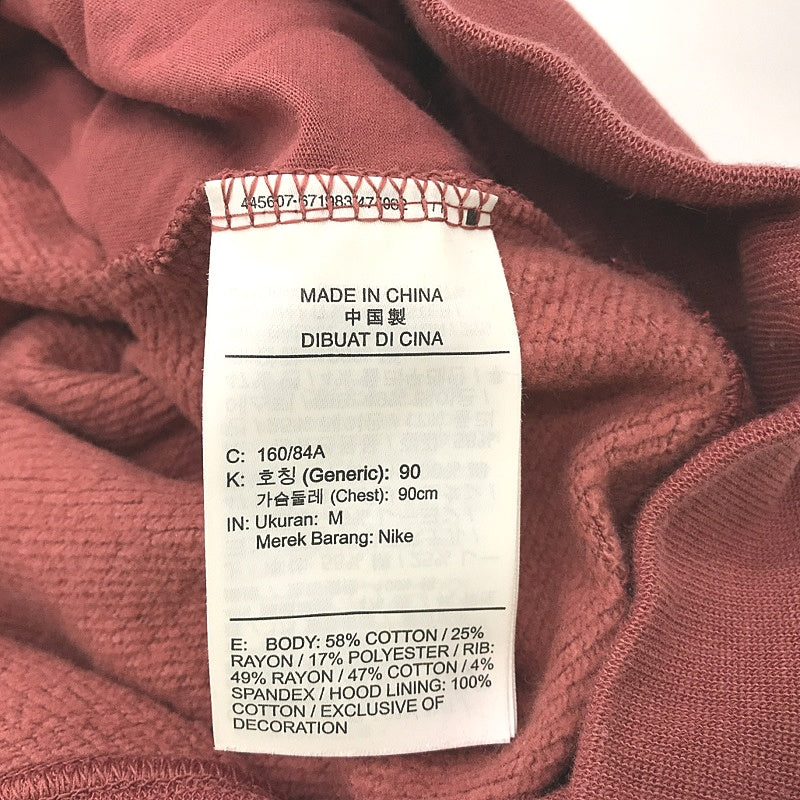 MADE IN CHINA
中国製
DIBUAT DI CINA
C: 160/84A
K: 호칭 (Generic): 90
가슴둘레 (Chest): 90cm
IN: Ukuran: M
Merek Barang: Nike
E: BODY: 58% COTTON / 25%
RAYON / 17% POLYESTER / RIB:
49% RAYON / 47% COTTON / 4%
SPANDEX / HOOD LINING: 100%
COTTON / EXCLUSIVE OF
DECORATION